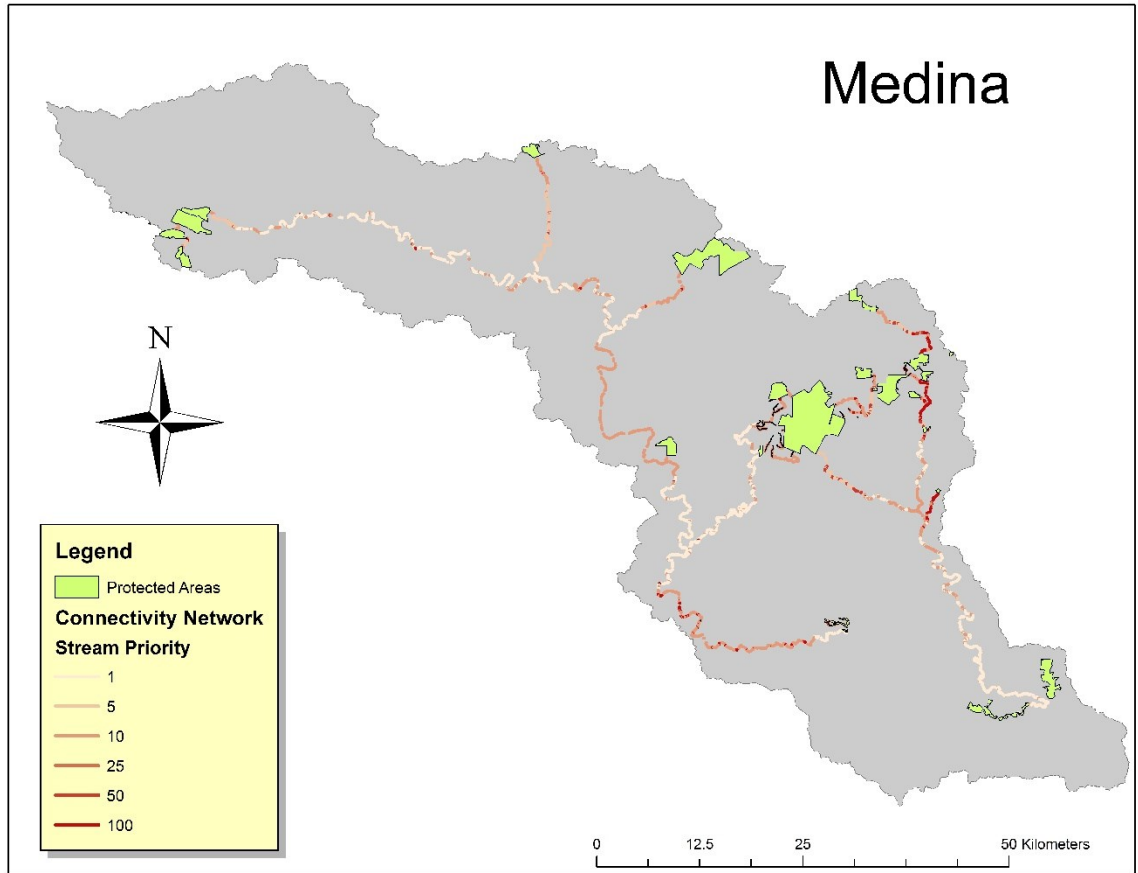 Medina
N
Legend
Protected Areas
Connectivity Network
Stream Priority
1
5
10
25
50
100
0 12.5 25 50 Kilometers